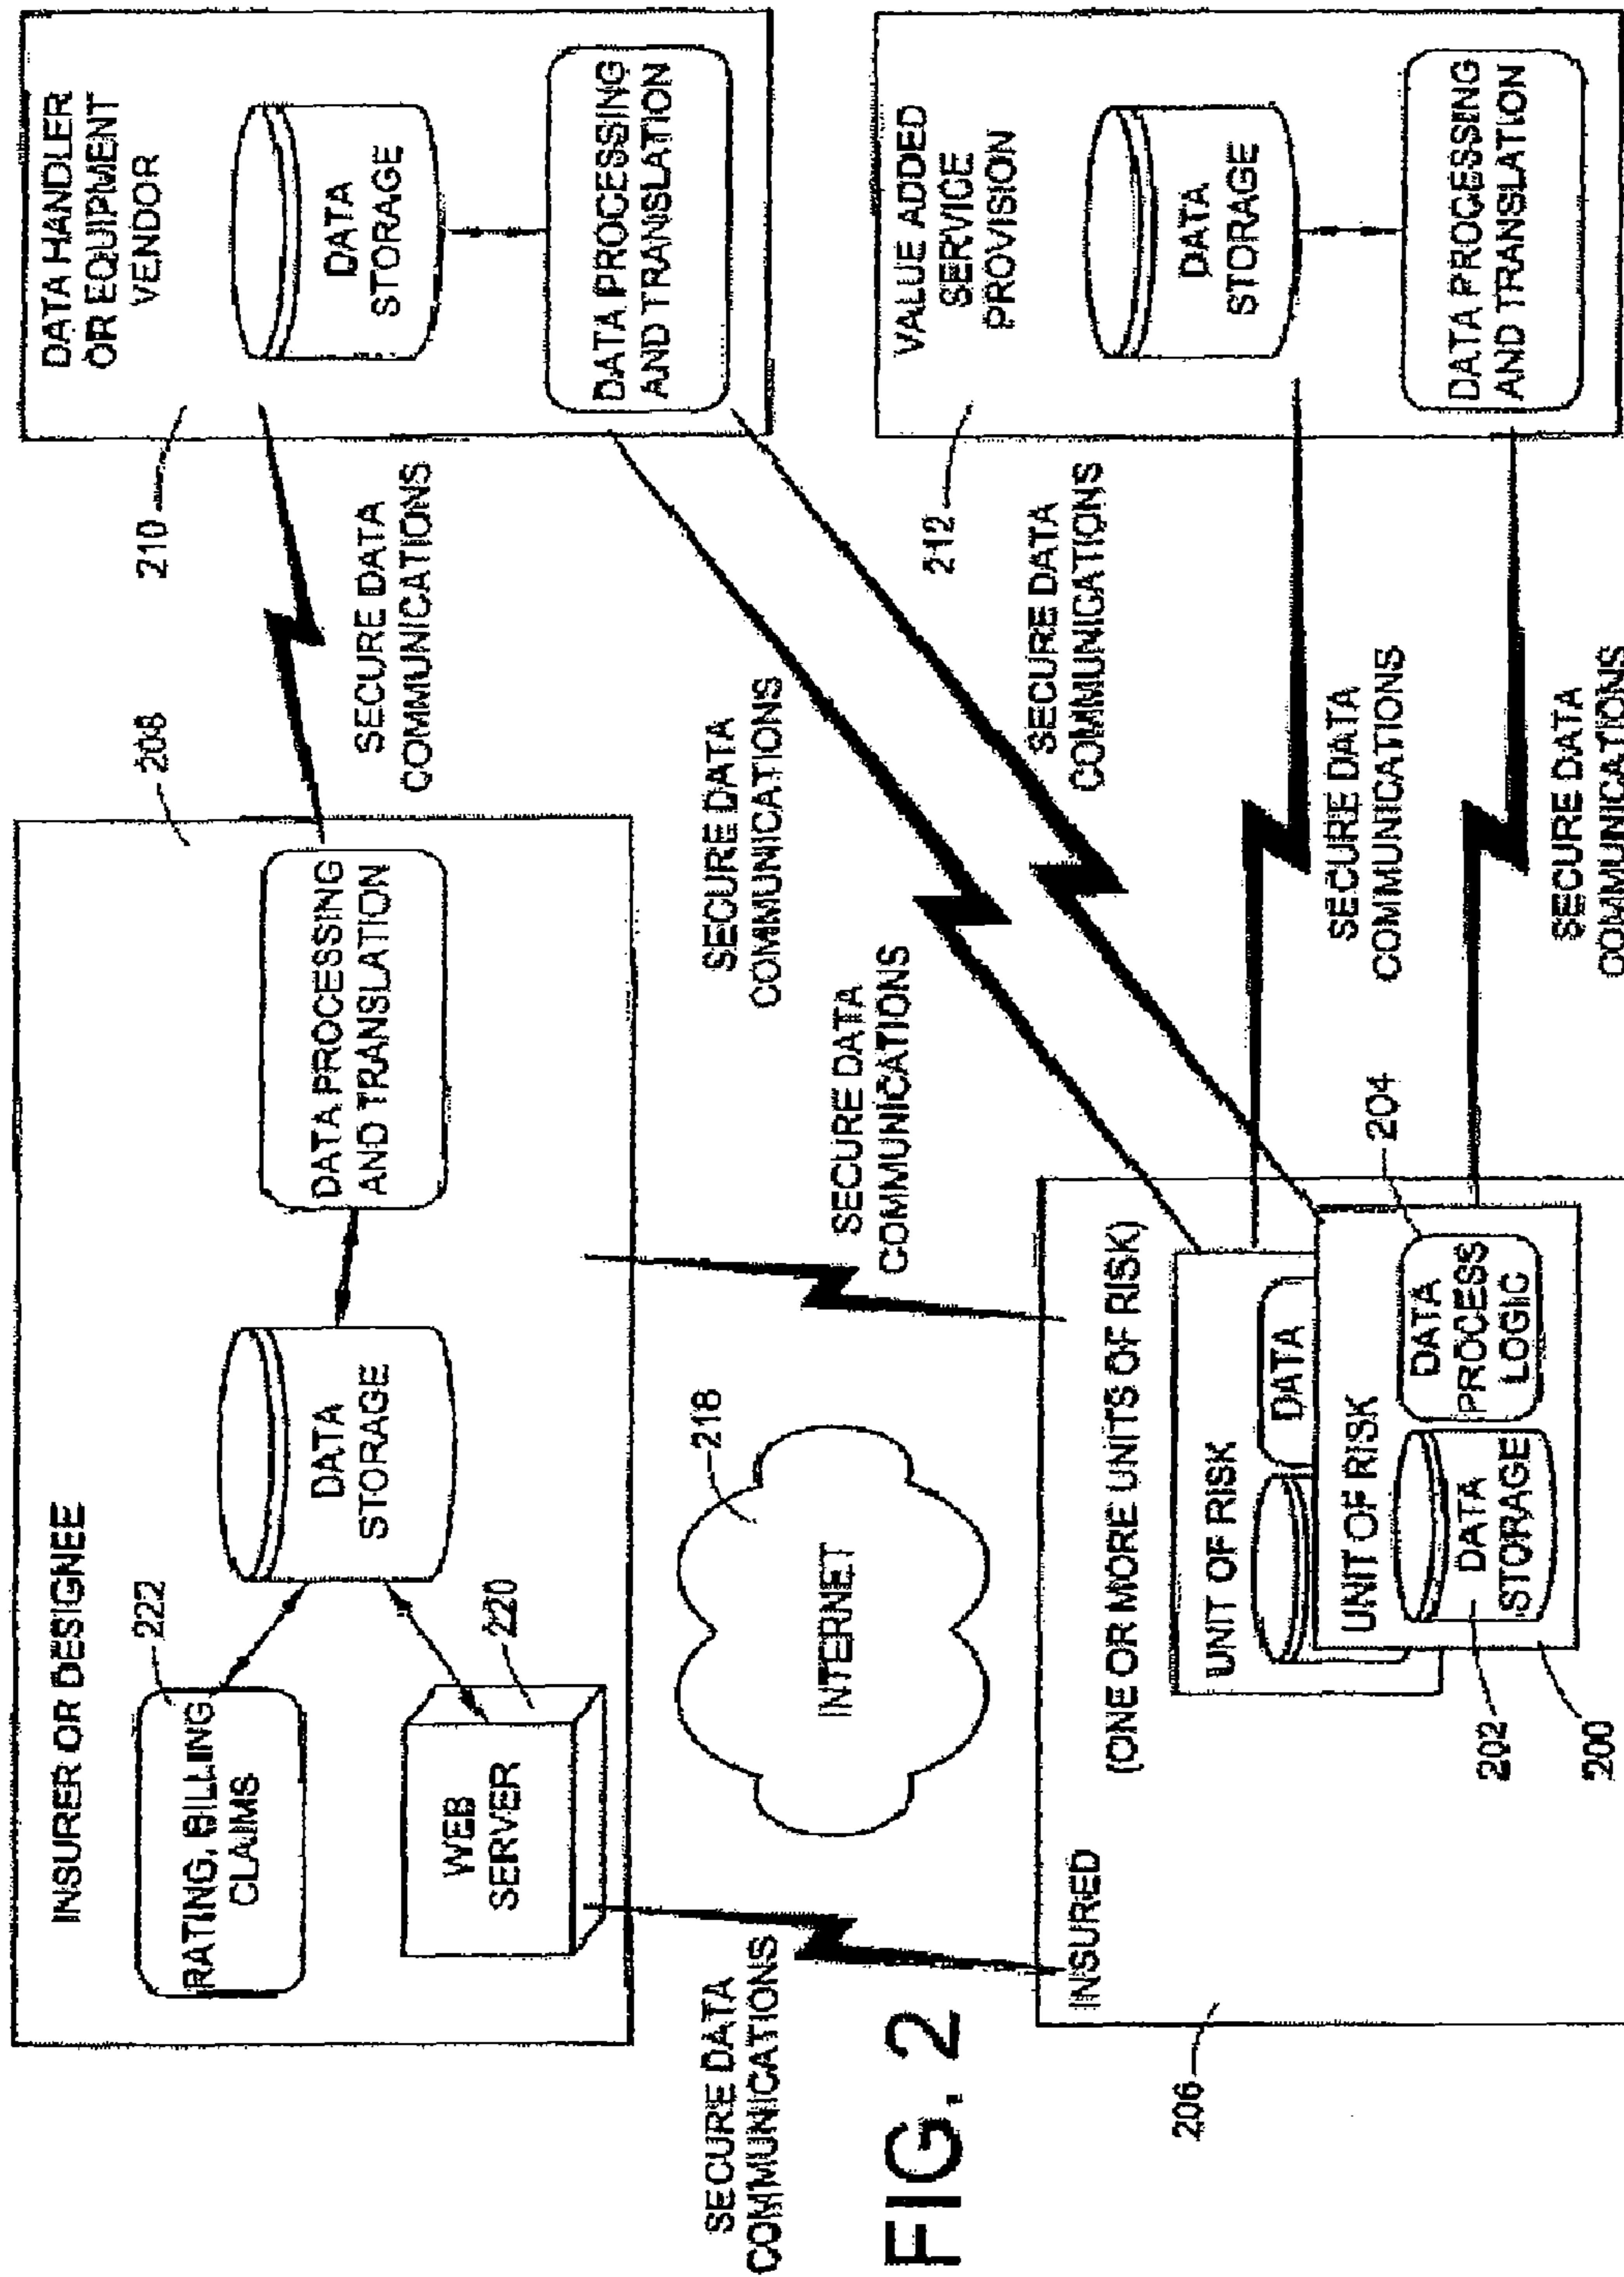 INSURER OR DESIGNEE
RATING, BILLING
CLAIMS
222
WEB
SERVER
220
DATA
STORAGE
DATA PROCESSING
AND TRANSLATION
208
210
DATA HANDLER
OR EQUIPMENT
VENDOR
DATA
STORAGE
DATA PROCESSING
AND TRANSLATION
SECURE DATA
COMMUNICATIONS
SECURE DATA
COMMUNICATIONS
INTERNET
218
SECURE DATA
COMMUNICATIONS
SECURE DATA
COMMUNICATIONS
SECURE DATA
COMMUNICATIONS
212
VALUE ADDED
SERVICE
PROVISION
DATA
STORAGE
DATA PROCESSING
AND TRANSLATION
FIG. 2
206
INSURED
(ONE OR MORE UNITS OF RISK)
UNIT OF RISK
DATA
UNIT OF RISK
DATA
STORAGE
DATA
PROCESS
LOGIC
202
200
204
SECURE DATA
COMMUNICATIONS
SECURE DATA
COMMUNICATIONS